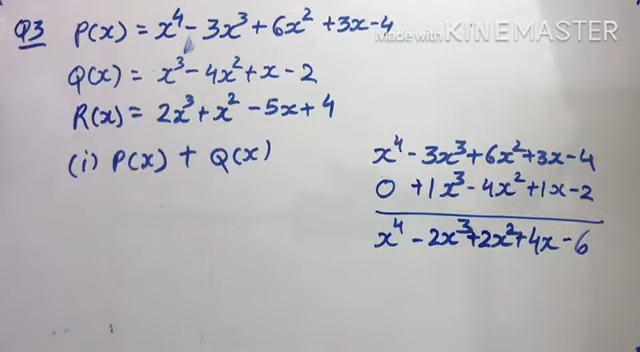 Q3 P(x) = x⁴ - 3x³ + 6x² + 3x - 4
Made with KINEMASTER
Q(x) = x³ - 4x² + x - 2
R(x) = 2x³ + x² - 5x + 4
(i) P(x) + Q(x)
x⁴ - 3x³ + 6x² + 3x - 4
0 + 1x³ - 4x² + 1x - 2
x⁴ - 2x³ + 2x² + 4x - 6